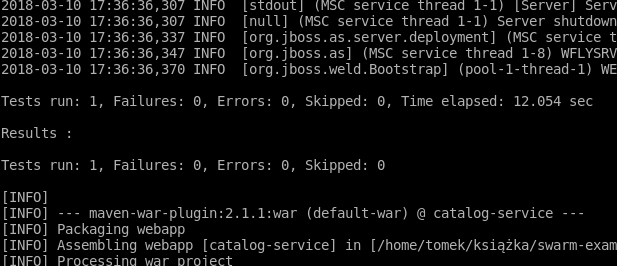 2018-03-10 17:36:36,307 INFO  [stdout] (MSC service thread 1-1) [Server] Serv
2018-03-10 17:36:36,307 INFO  [null] (MSC service thread 1-1) Server shutdown
2018-03-10 17:36:36,337 INFO  [org.jboss.as.server.deployment] (MSC service t
2018-03-10 17:36:36,347 INFO  [org.jboss.as] (MSC service thread 1-8) WFLYSRV
2018-03-10 17:36:36,370 INFO  [org.jboss.weld.Bootstrap] (pool-1-thread-1) WE
Tests run: 1, Failures: 0, Errors: 0, Skipped: 0, Time elapsed: 12.054 sec
Results :
Tests run: 1, Failures: 0, Errors: 0, Skipped: 0
[INFO]
[INFO] --- maven-war-plugin:2.1.1:war (default-war) @ catalog-service ---
[INFO] Packaging webapp
[INFO] Assembling webapp [catalog-service] in [/home/tomek/książka/swarm-exam
[INFO] Processing war project